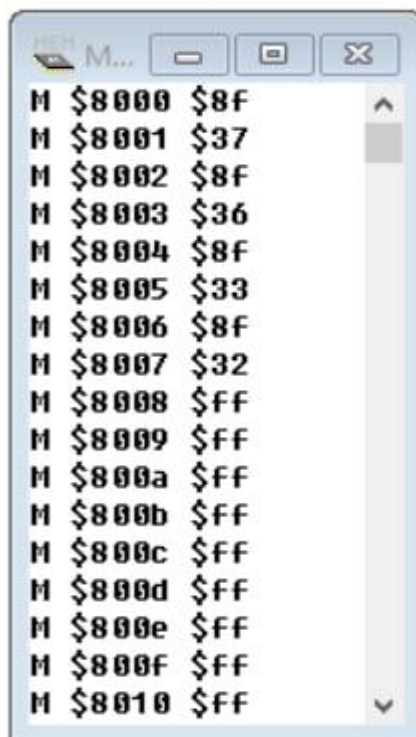 MEM M...
M $8000 $8f
M $8001 $37
M $8002 $8f
M $8003 $36
M $8004 $8f
M $8005 $33
M $8006 $8f
M $8007 $32
M $8008 $ff
M $8009 $ff
M $800a $ff
M $800b $ff
M $800c $ff
M $800d $ff
M $800e $ff
M $800f $ff
M $8010 $ff